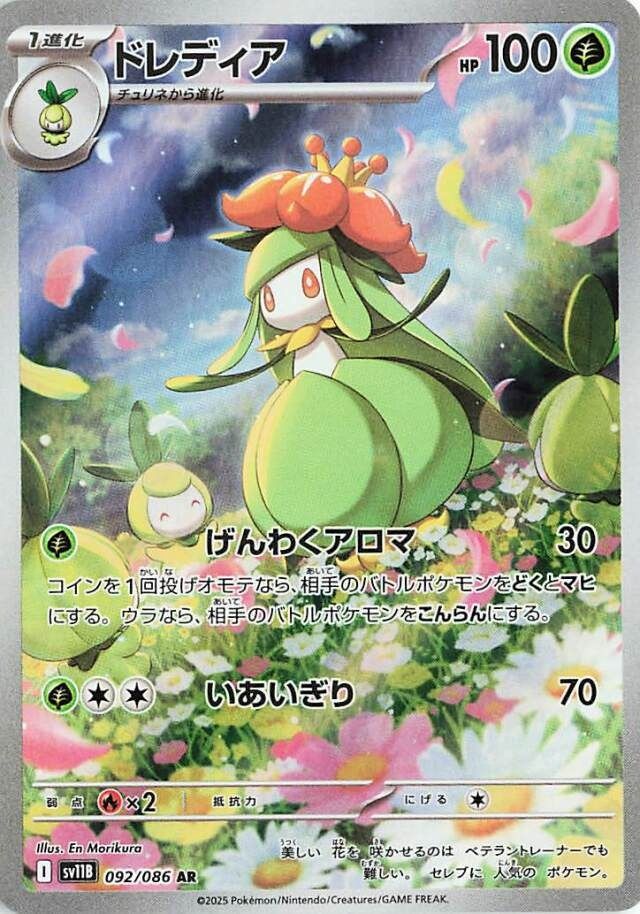 1進化
ドレディア
HP 100
チュリネから進化
げんわくアロマ 30
コインを1回投げオモテなら、相手のバトルポケモンをどくとマヒ
にする。ウラなら、相手のバトルポケモンをこんらんにする。
いあいぎり 70
弱点 ×2 抵抗力 にげる
Illus. En Morikura
I sv11B 092/086 AR
美しい 花を 咲かせるのは ベテラントレーナーでも
難しい。 セレブに 人気の ポケモン。
©2025 Pokémon/Nintendo/Creatures/GAME FREAK.